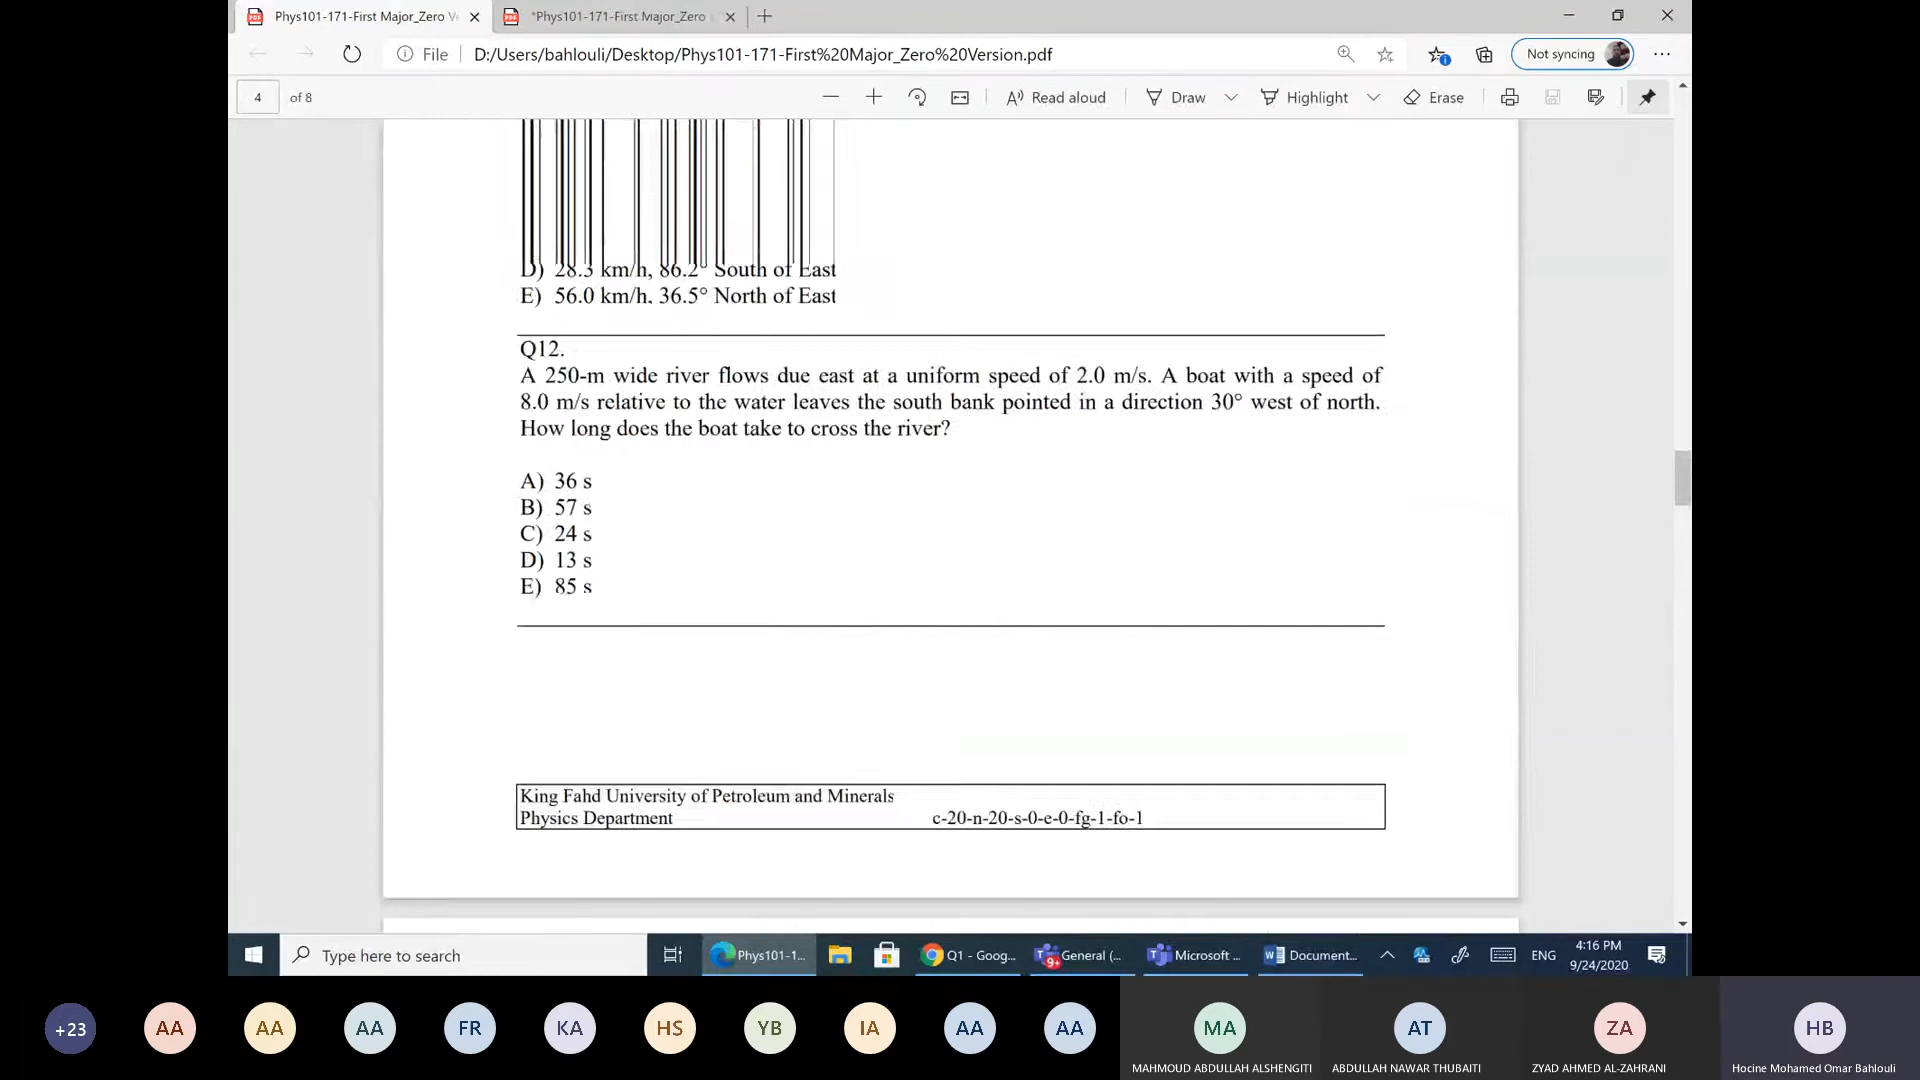 Phys101-171-First Major_Zero V
*Phys101-171-First Major_Zero
File
D:/Users/bahlouli/Desktop/Phys101-171-First%20Major_Zero%20Version.pdf
Not syncing
4
of 8
Read aloud
Draw
Highlight
Erase
D) 28.3 km/h, 86.2° South of East
E) 56.0 km/h, 36.5° North of East
Q12.
A 250-m wide river flows due east at a uniform speed of 2.0 m/s. A boat with a speed of
8.0 m/s relative to the water leaves the south bank pointed in a direction 30° west of north.
How long does the boat take to cross the river?
A) 36 s
B) 57 s
C) 24 s
D) 13 s
E) 85 s
King Fahd University of Petroleum and Minerals
Physics Department c-20-n-20-s-0-e-0-fg-1-fo-1
Type here to search
Phys101-1...
Q1 - Goog...
9+
General (...
Microsoft ...
Document...
ENG
4:16 PM
9/24/2020
+23
AA
AA
AA
FR
KA
HS
YB
IA
AA
AA
MA
AT
ZA
HB
MAHMOUD ABDULLAH ALSHENGITI
ABDULLAH NAWAR THUBAITI
ZYAD AHMED AL-ZAHRANI
Hocine Mohamed Omar Bahlouli